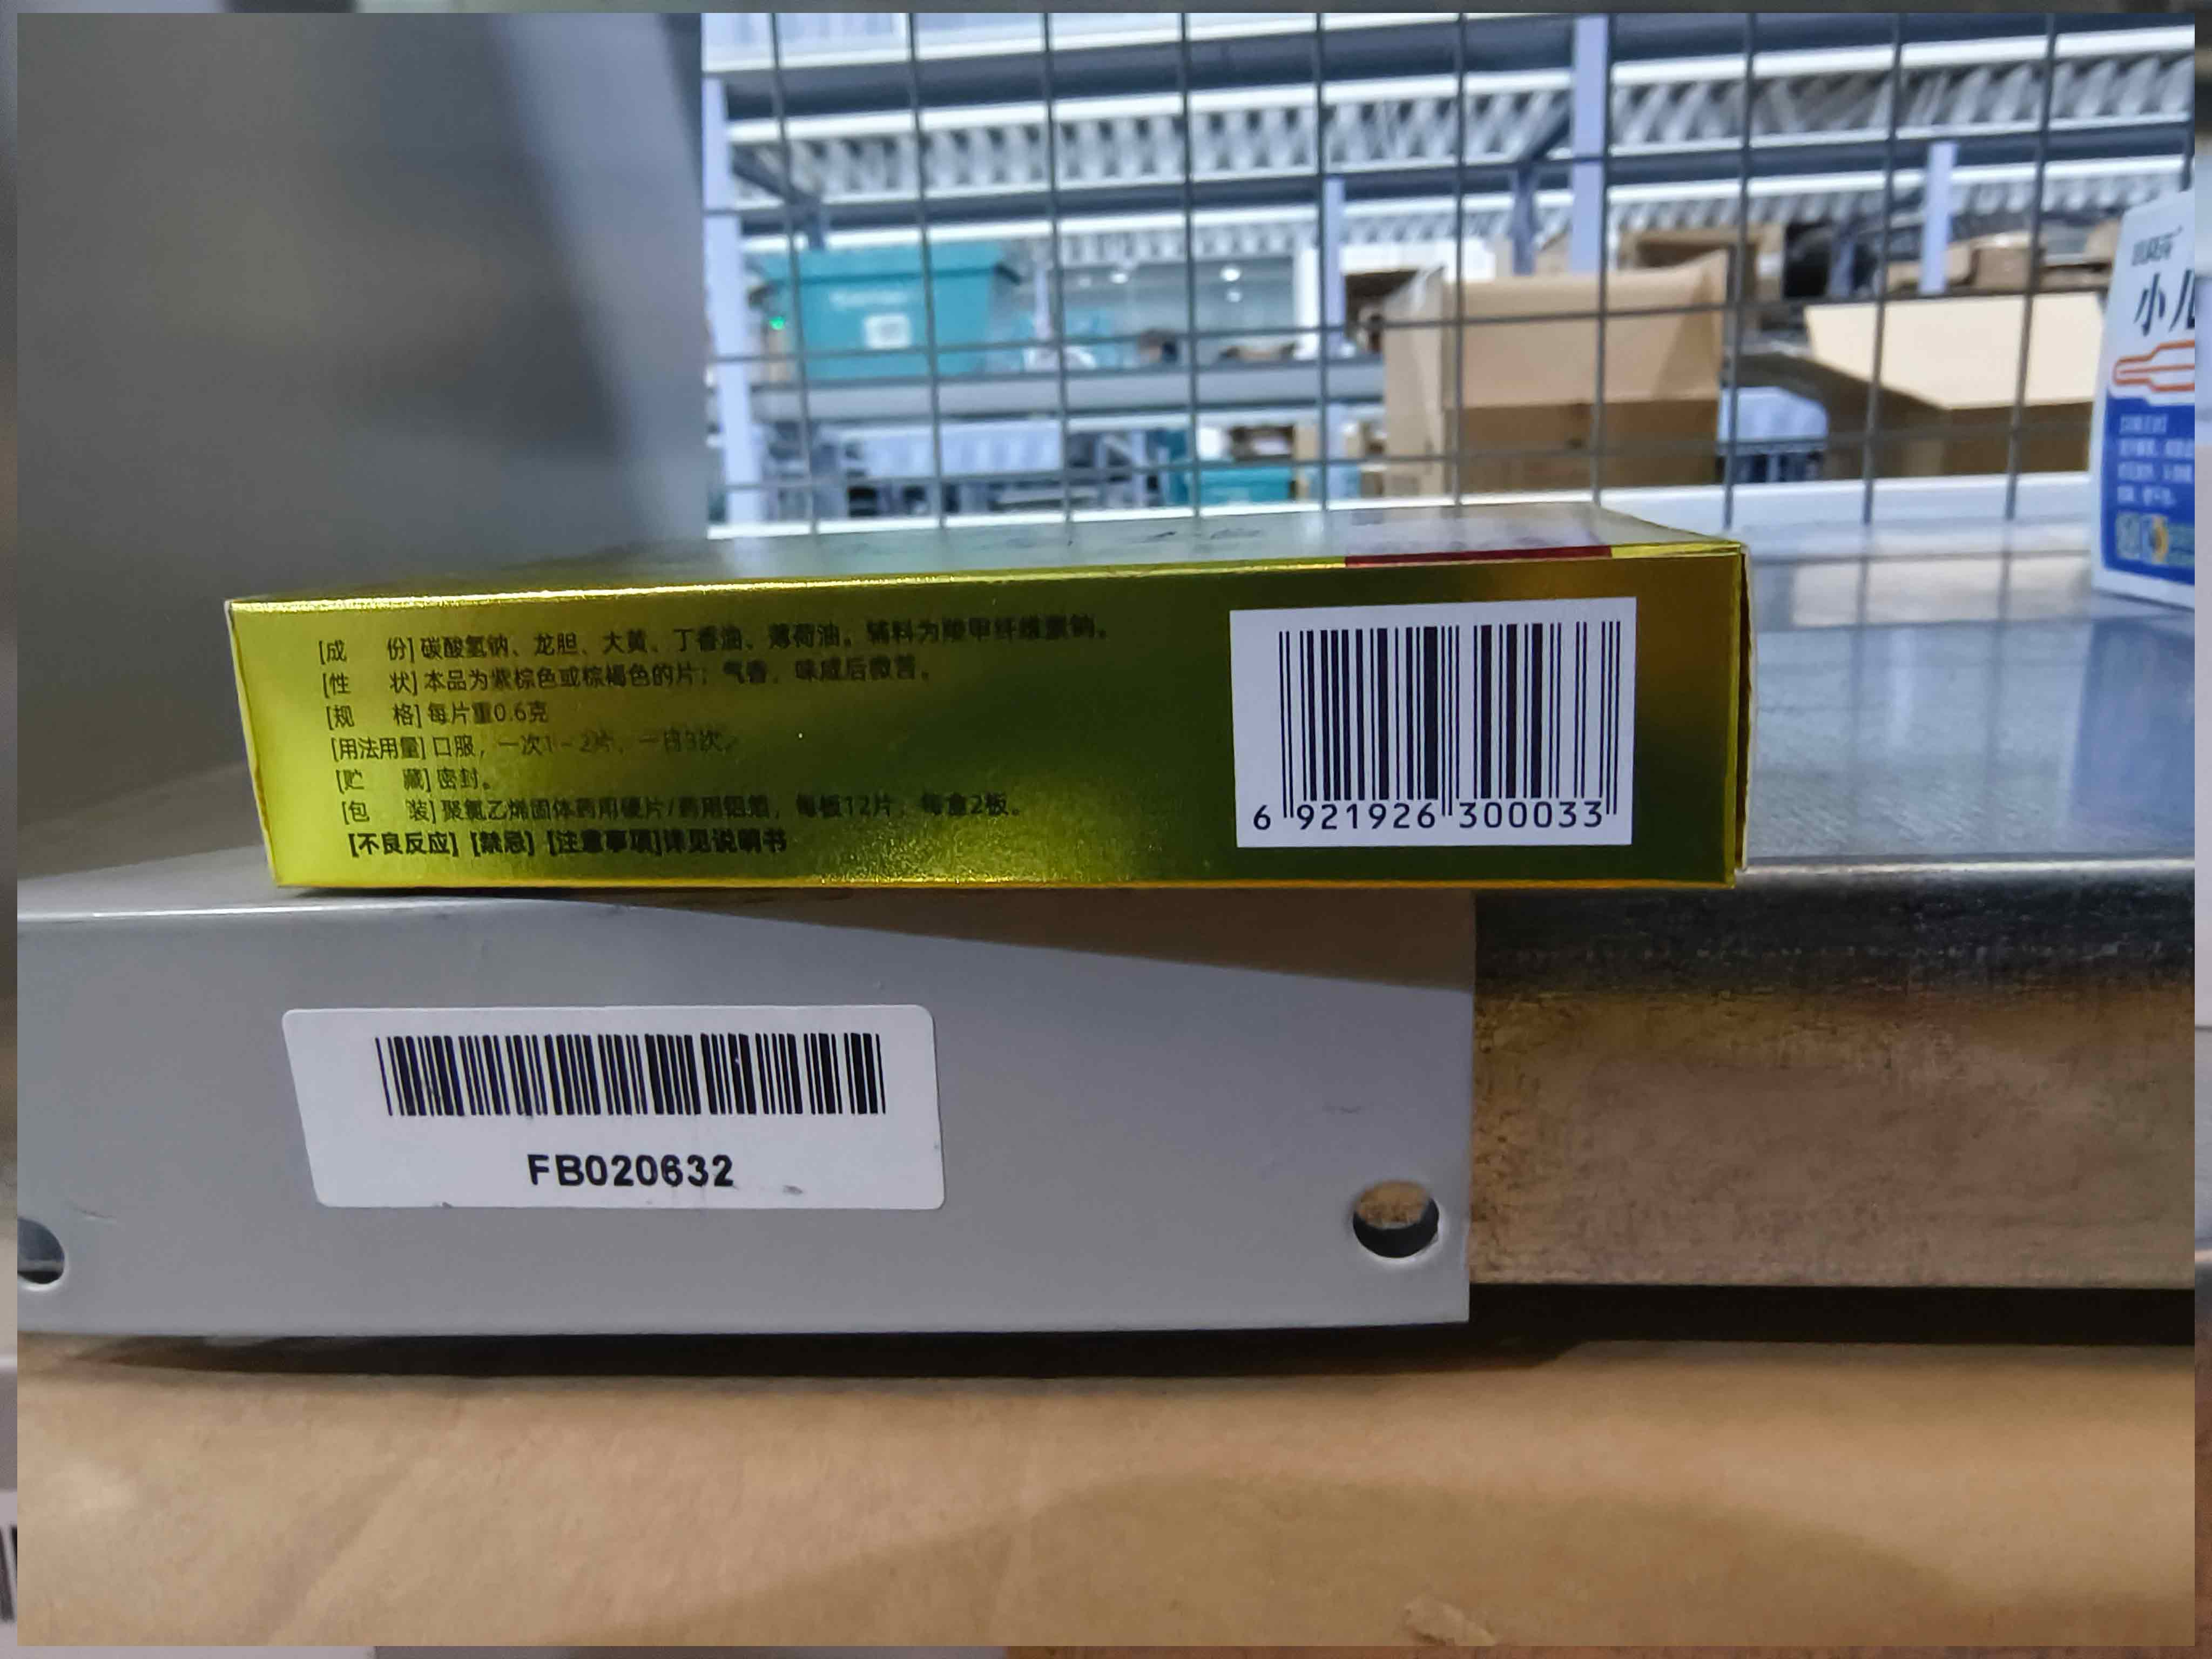 [成　份] 碳酸氢钠、龙胆、大黄、丁香油、薄荷油。辅料为羧甲纤维素钠。
[性　状] 本品为紫棕色或棕褐色的片；气香，味咸后微苦。
[规　格] 每片重0.6克
[用法用量] 口服，一次1-2片，一日3次。
[贮　藏] 密封。
[包　装] 聚氯乙烯固体药用硬片/药用铝箔，每板12片，每盒2板。
[不良反应] [禁忌] [注意事项]详见说明书
6 921926 300033
FB020632
小儿